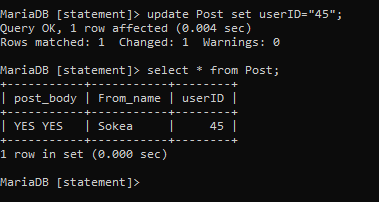 MariaDB [statement]> update Post set userID="45";
Query OK, 1 row affected (0.004 sec)
Rows matched: 1  Changed: 1  Warnings: 0

MariaDB [statement]> select * from Post;
+-----------+-----------+--------+
| post_body | From_name | userID |
+-----------+-----------+--------+
| YES YES   | Sokea     |     45 |
+-----------+-----------+--------+
1 row in set (0.000 sec)

MariaDB [statement]>